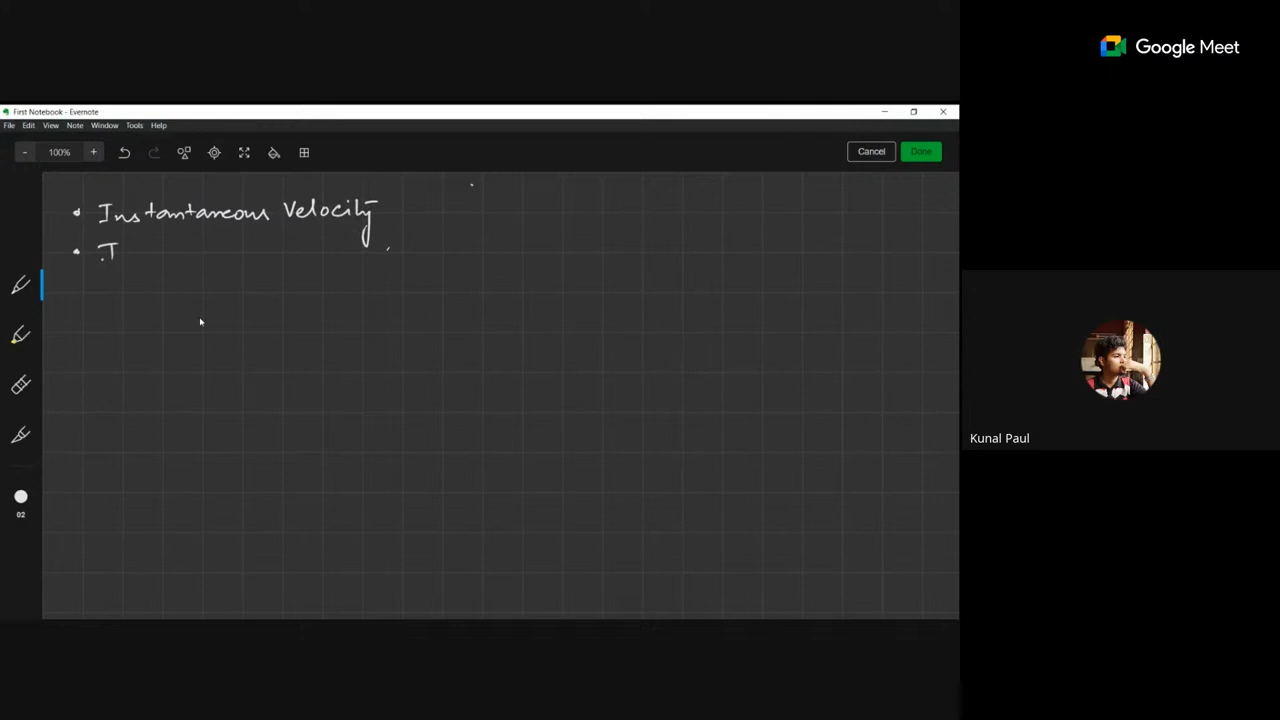 Google Meet
First Notebook - Evernote
File Edit View Note Window Tools Help
- 100% +
Cancel Done
• Instantaneous Velocity
•
02
Kunal Paul